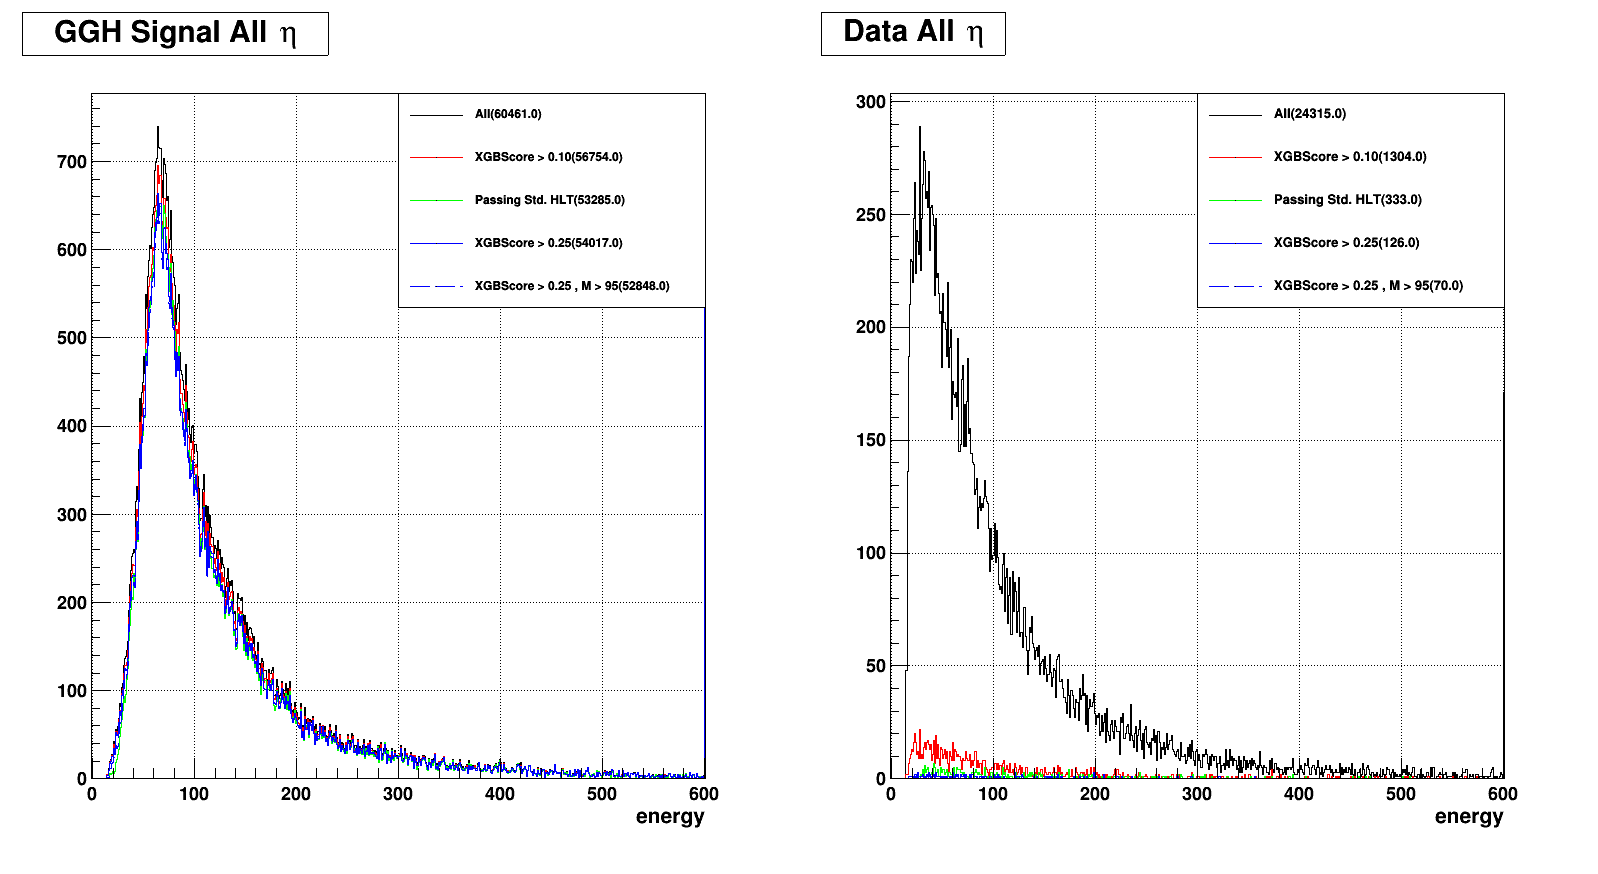 GGH Signal All η
All(60461.0)
XGBScore > 0.10(56754.0)
Passing Std. HLT(53285.0)
XGBScore > 0.25(54017.0)
XGBScore > 0.25 , M > 95(52848.0)
700
600
500
400
300
200
100
0
0 100 200 300 400 500 600
energy
Data All η
All(24315.0)
XGBScore > 0.10(1304.0)
Passing Std. HLT(333.0)
XGBScore > 0.25(126.0)
XGBScore > 0.25 , M > 95(70.0)
300
250
200
150
100
50
0
0 100 200 300 400 500 600
energy